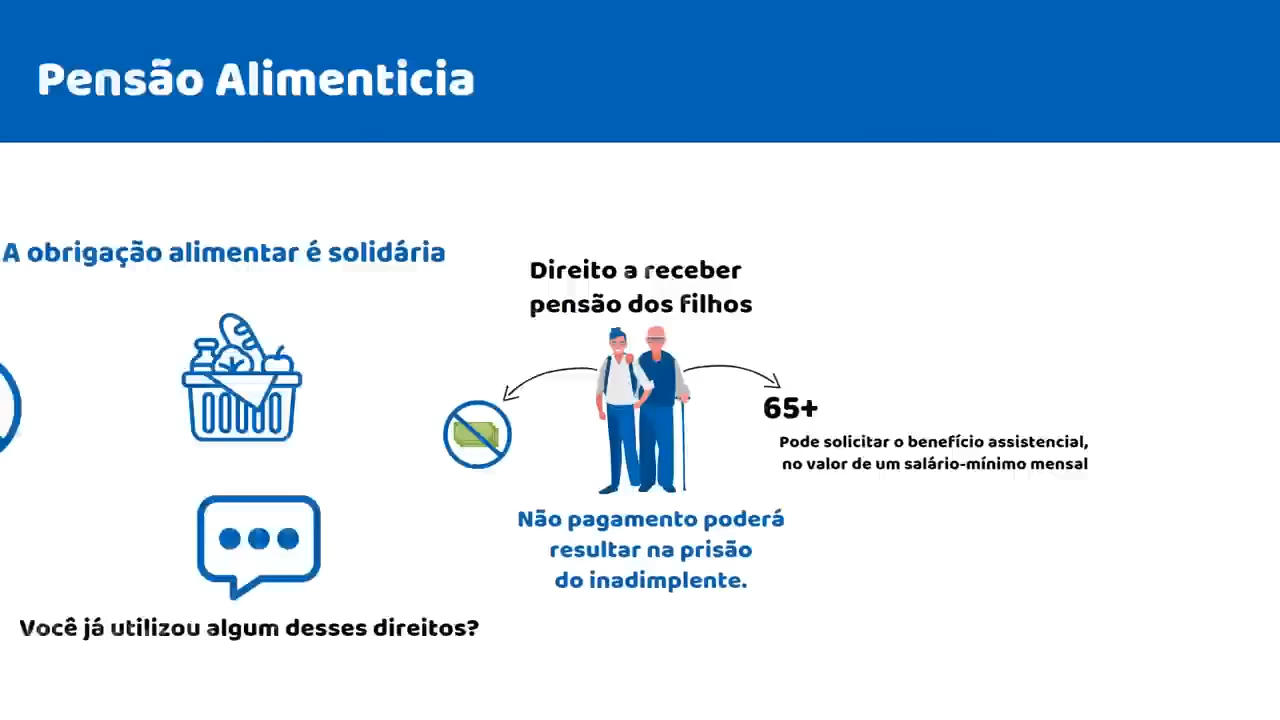 Pensão Alimenticia
A obrigação alimentar é solidária
Direito a receber
pensão dos filhos
65+
Pode solicitar o benefício assistencial,
no valor de um salário-mínimo mensal
Não pagamento poderá
resultar na prisão
do inadimplente.
Você já utilizou algum desses direitos?